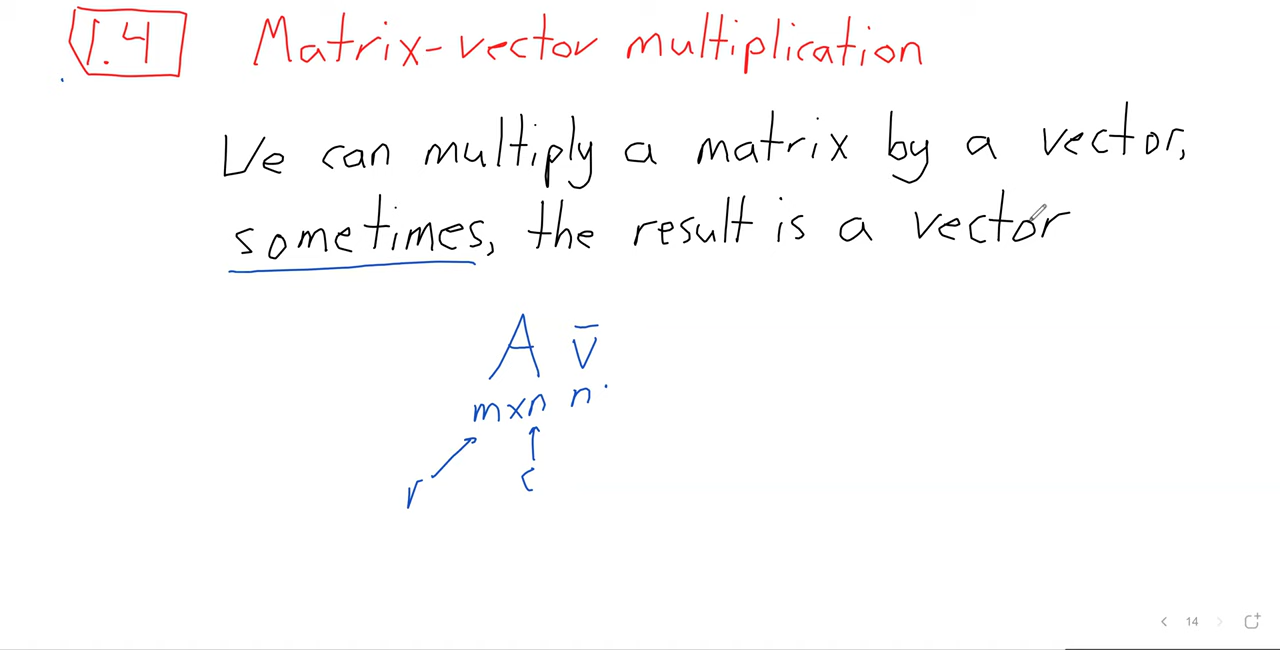 1.4 Matrix-vector multiplication
We can multiply a matrix by a vector,
sometimes, the result is a vector
A v̄
m×n n
r c
14